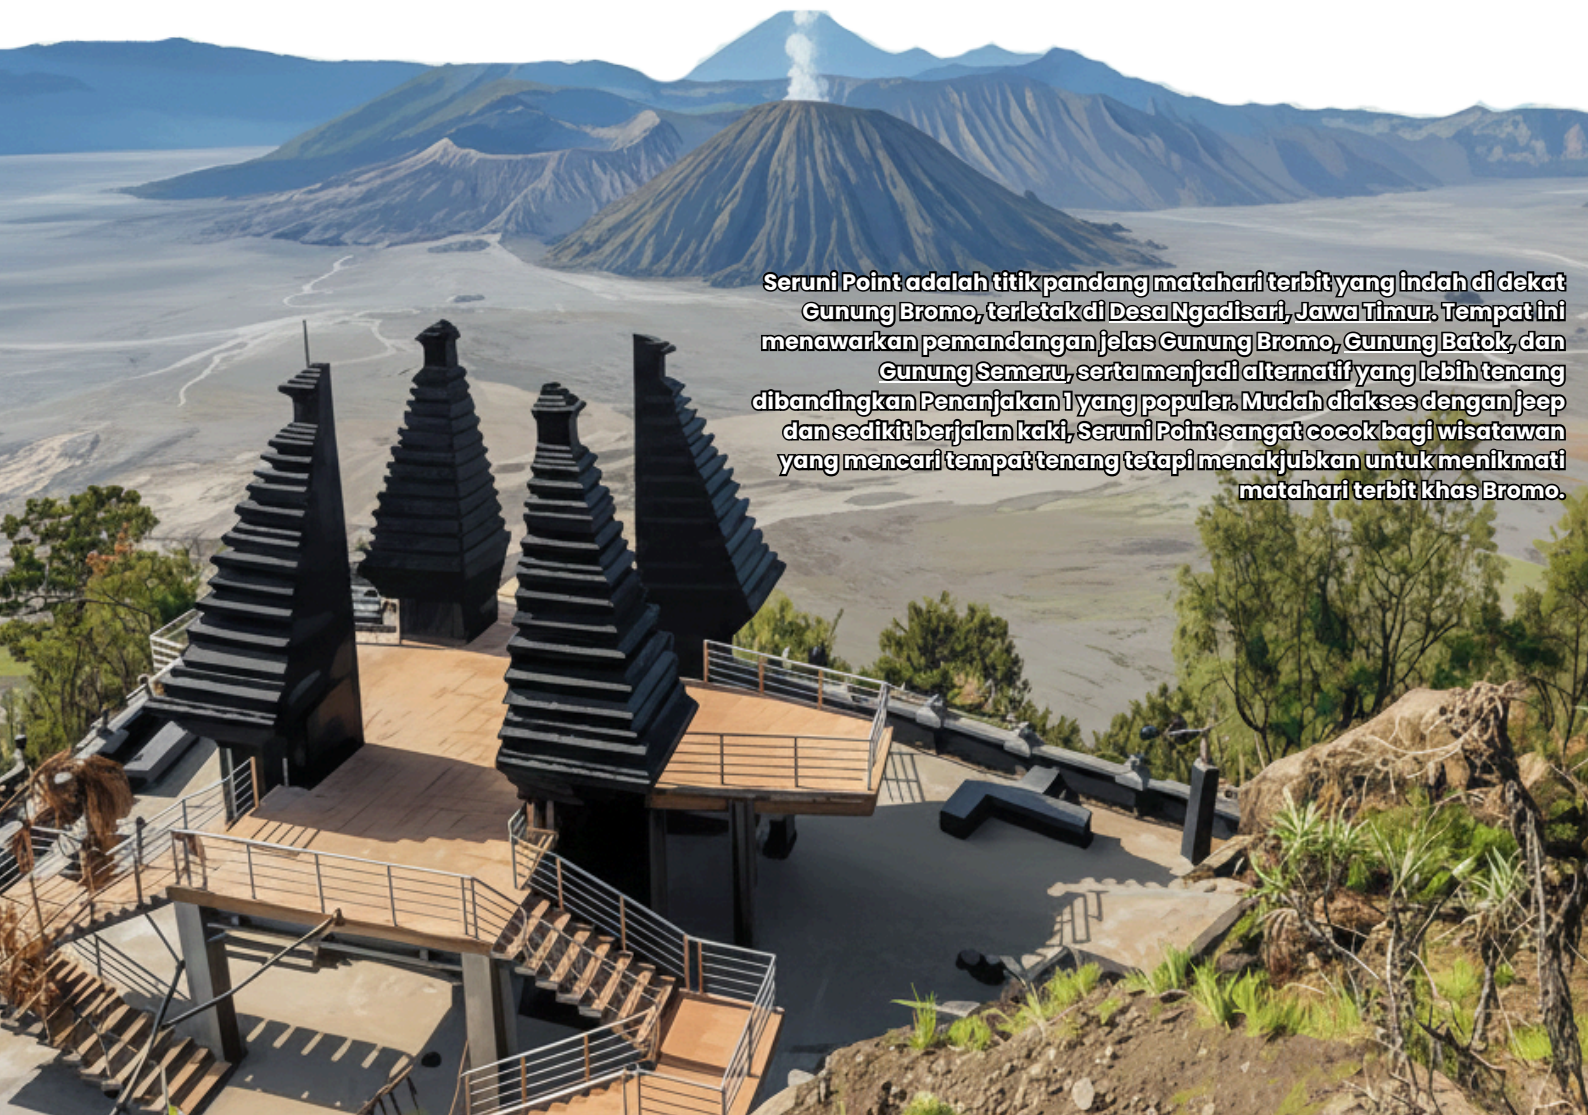 Seruni Point adalah titik pandang matahari terbit yang indah di dekat
Gunung Bromo, terletak di Desa Ngadisari, Jawa Timur. Tempat ini
menawarkan pemandangan jelas Gunung Bromo, Gunung Batok, dan
Gunung Semeru, serta menjadi alternatif yang lebih tenang
dibandingkan Penanjakan 1 yang populer. Mudah diakses dengan jeep
dan sedikit berjalan kaki, Seruni Point sangat cocok bagi wisatawan
yang mencari tempat tenang tetapi menakjubkan untuk menikmati
matahari terbit khas Bromo.